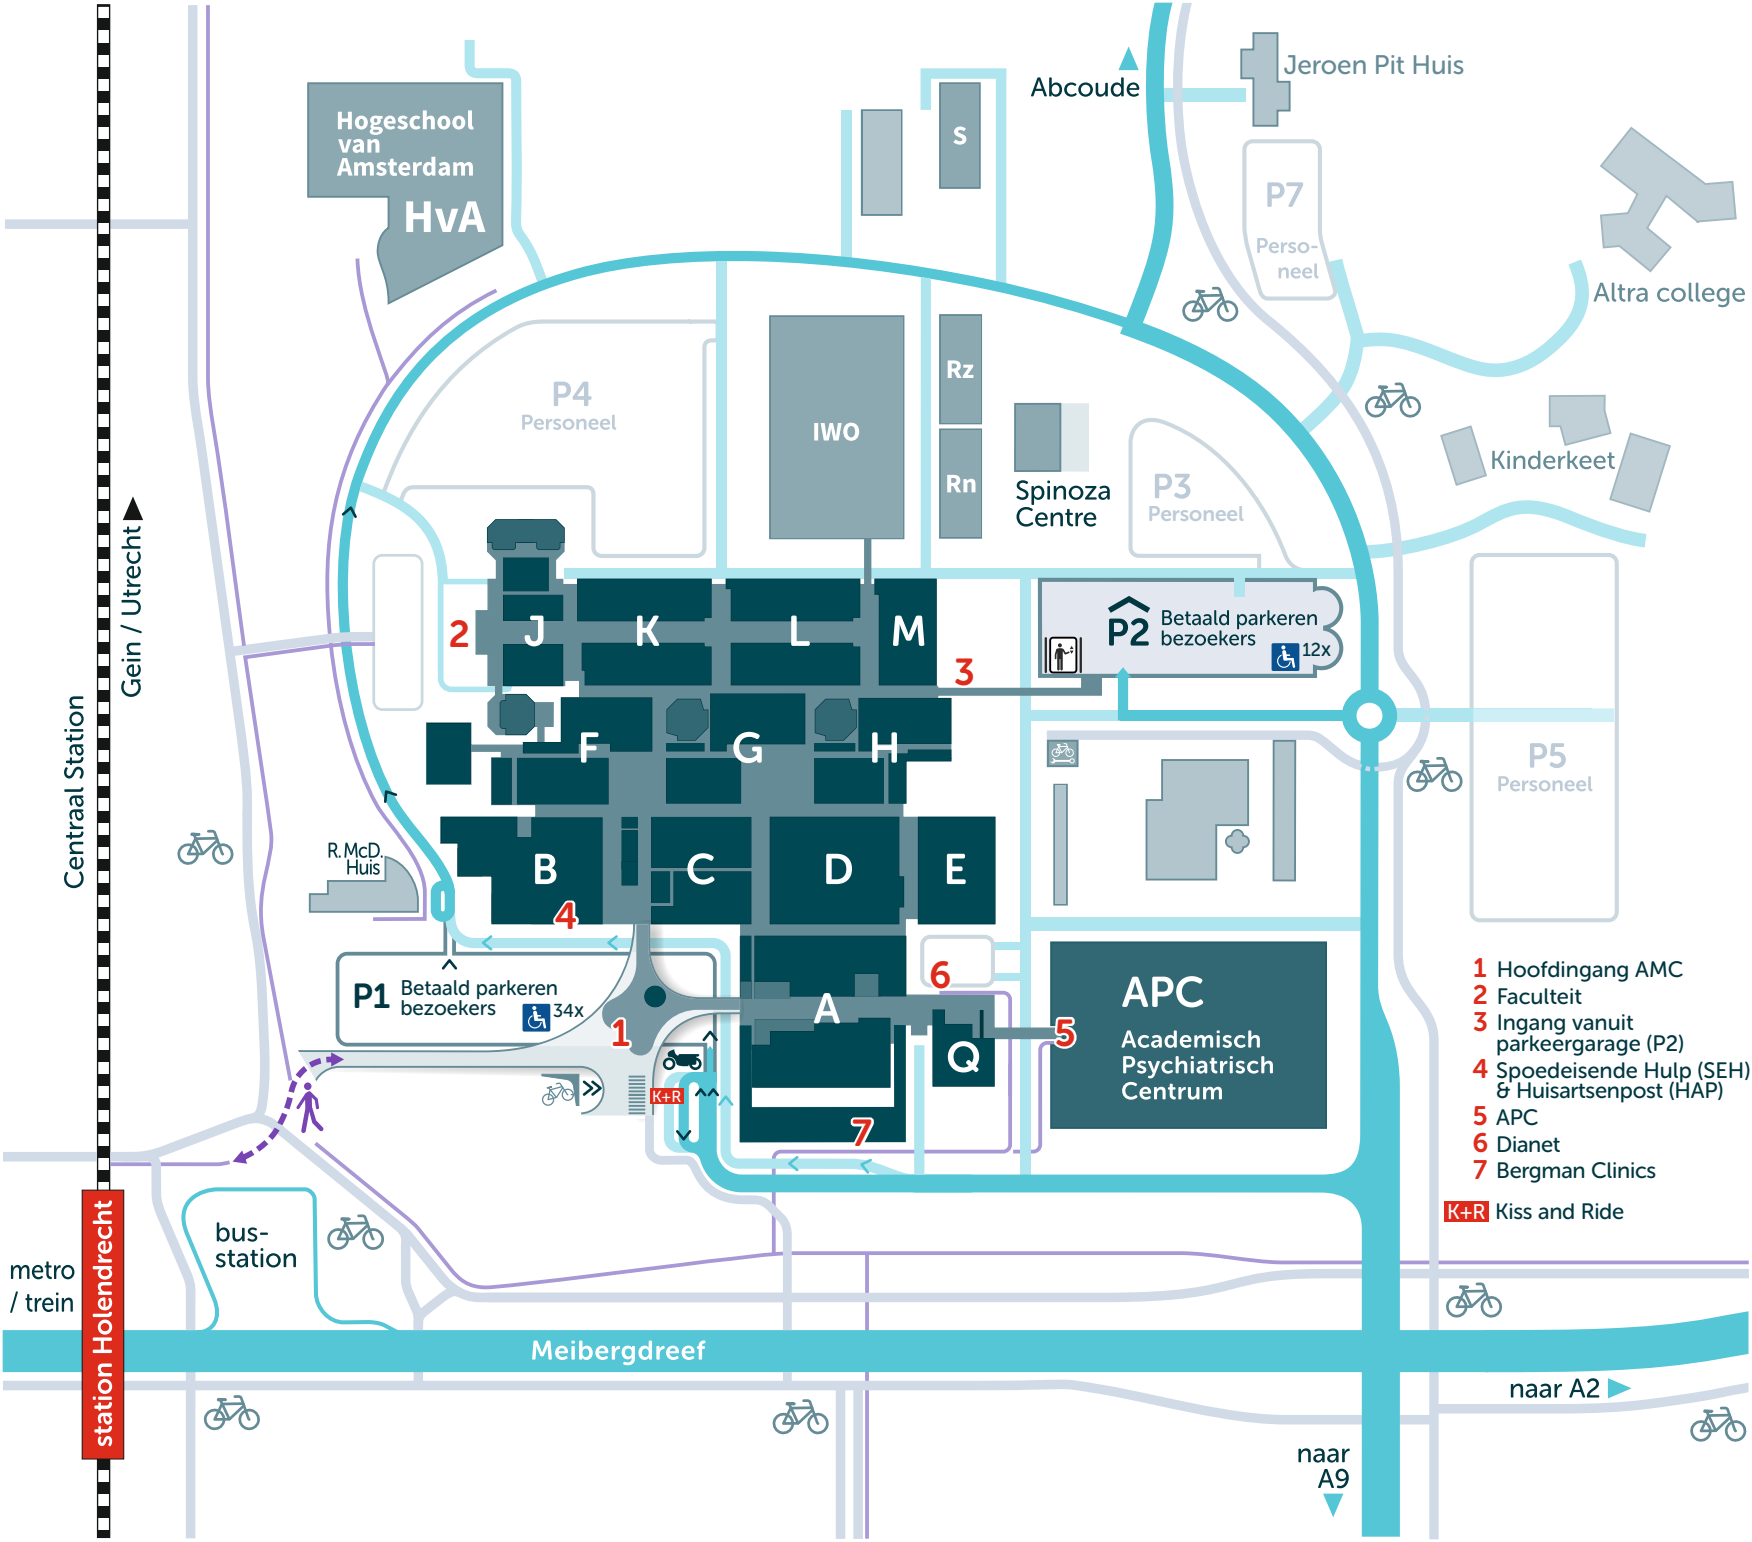 Jeroen Pit Huis
Abcoude
Hogeschool
van
Amsterdam
HvA
S
P7
Perso-
neel
Altra college
P4
Personeel
IWO
Rz
Rn
Spinoza
Centre
P3
Personeel
Kinderkeet
Gein / Utrecht
Centraal Station
2
J
K
L
M
3
P2
Betaald parkeren
bezoekers
12x
F
G
H
P5
Personeel
R.McD.
Huis
B
C
D
E
4
P1
Betaald parkeren
bezoekers
34x
1
A
6
Q
5
APC
Academisch
Psychiatrisch
Centrum
K+R
7
1 Hoofdingang AMC
2 Faculteit
3 Ingang vanuit
parkeergarage (P2)
4 Spoedeisende Hulp (SEH)
& Huisartsenpost (HAP)
5 APC
6 Dianet
7 Bergman Clinics
K+R Kiss and Ride
bus-
station
metro
/ trein
station Holendrecht
Meibergdreef
naar A2
naar
A9